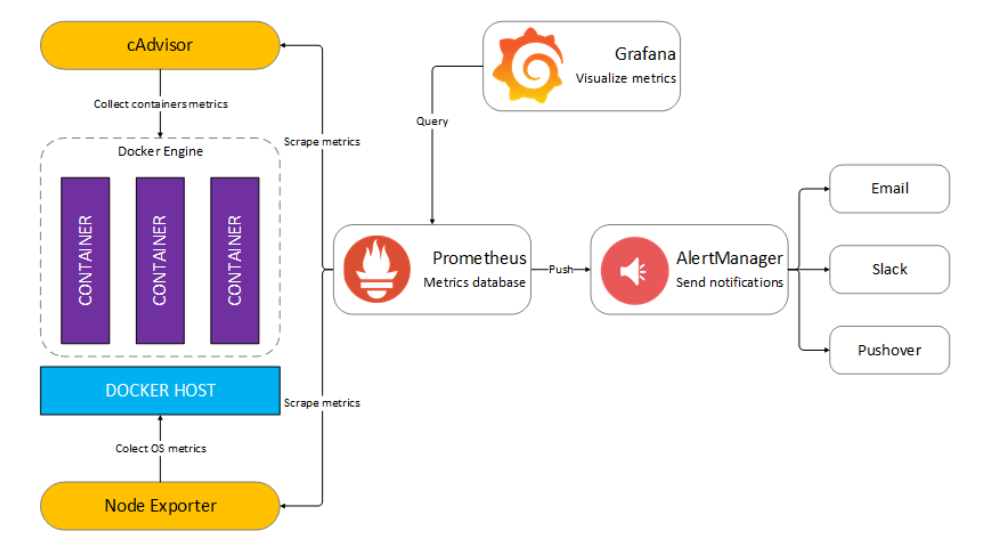 cAdvisor
Collect containers metrics
Docker Engine
CONTAINER
CONTAINER
CONTAINER
DOCKER HOST
Colect OS metrics
Node Exporter
Scrape metrics
Scrape metrics
Grafana
Visualize metrics
Query
Prometheus
Metrics database
Push
AlertManager
Send notifications
Email
Slack
Pushover